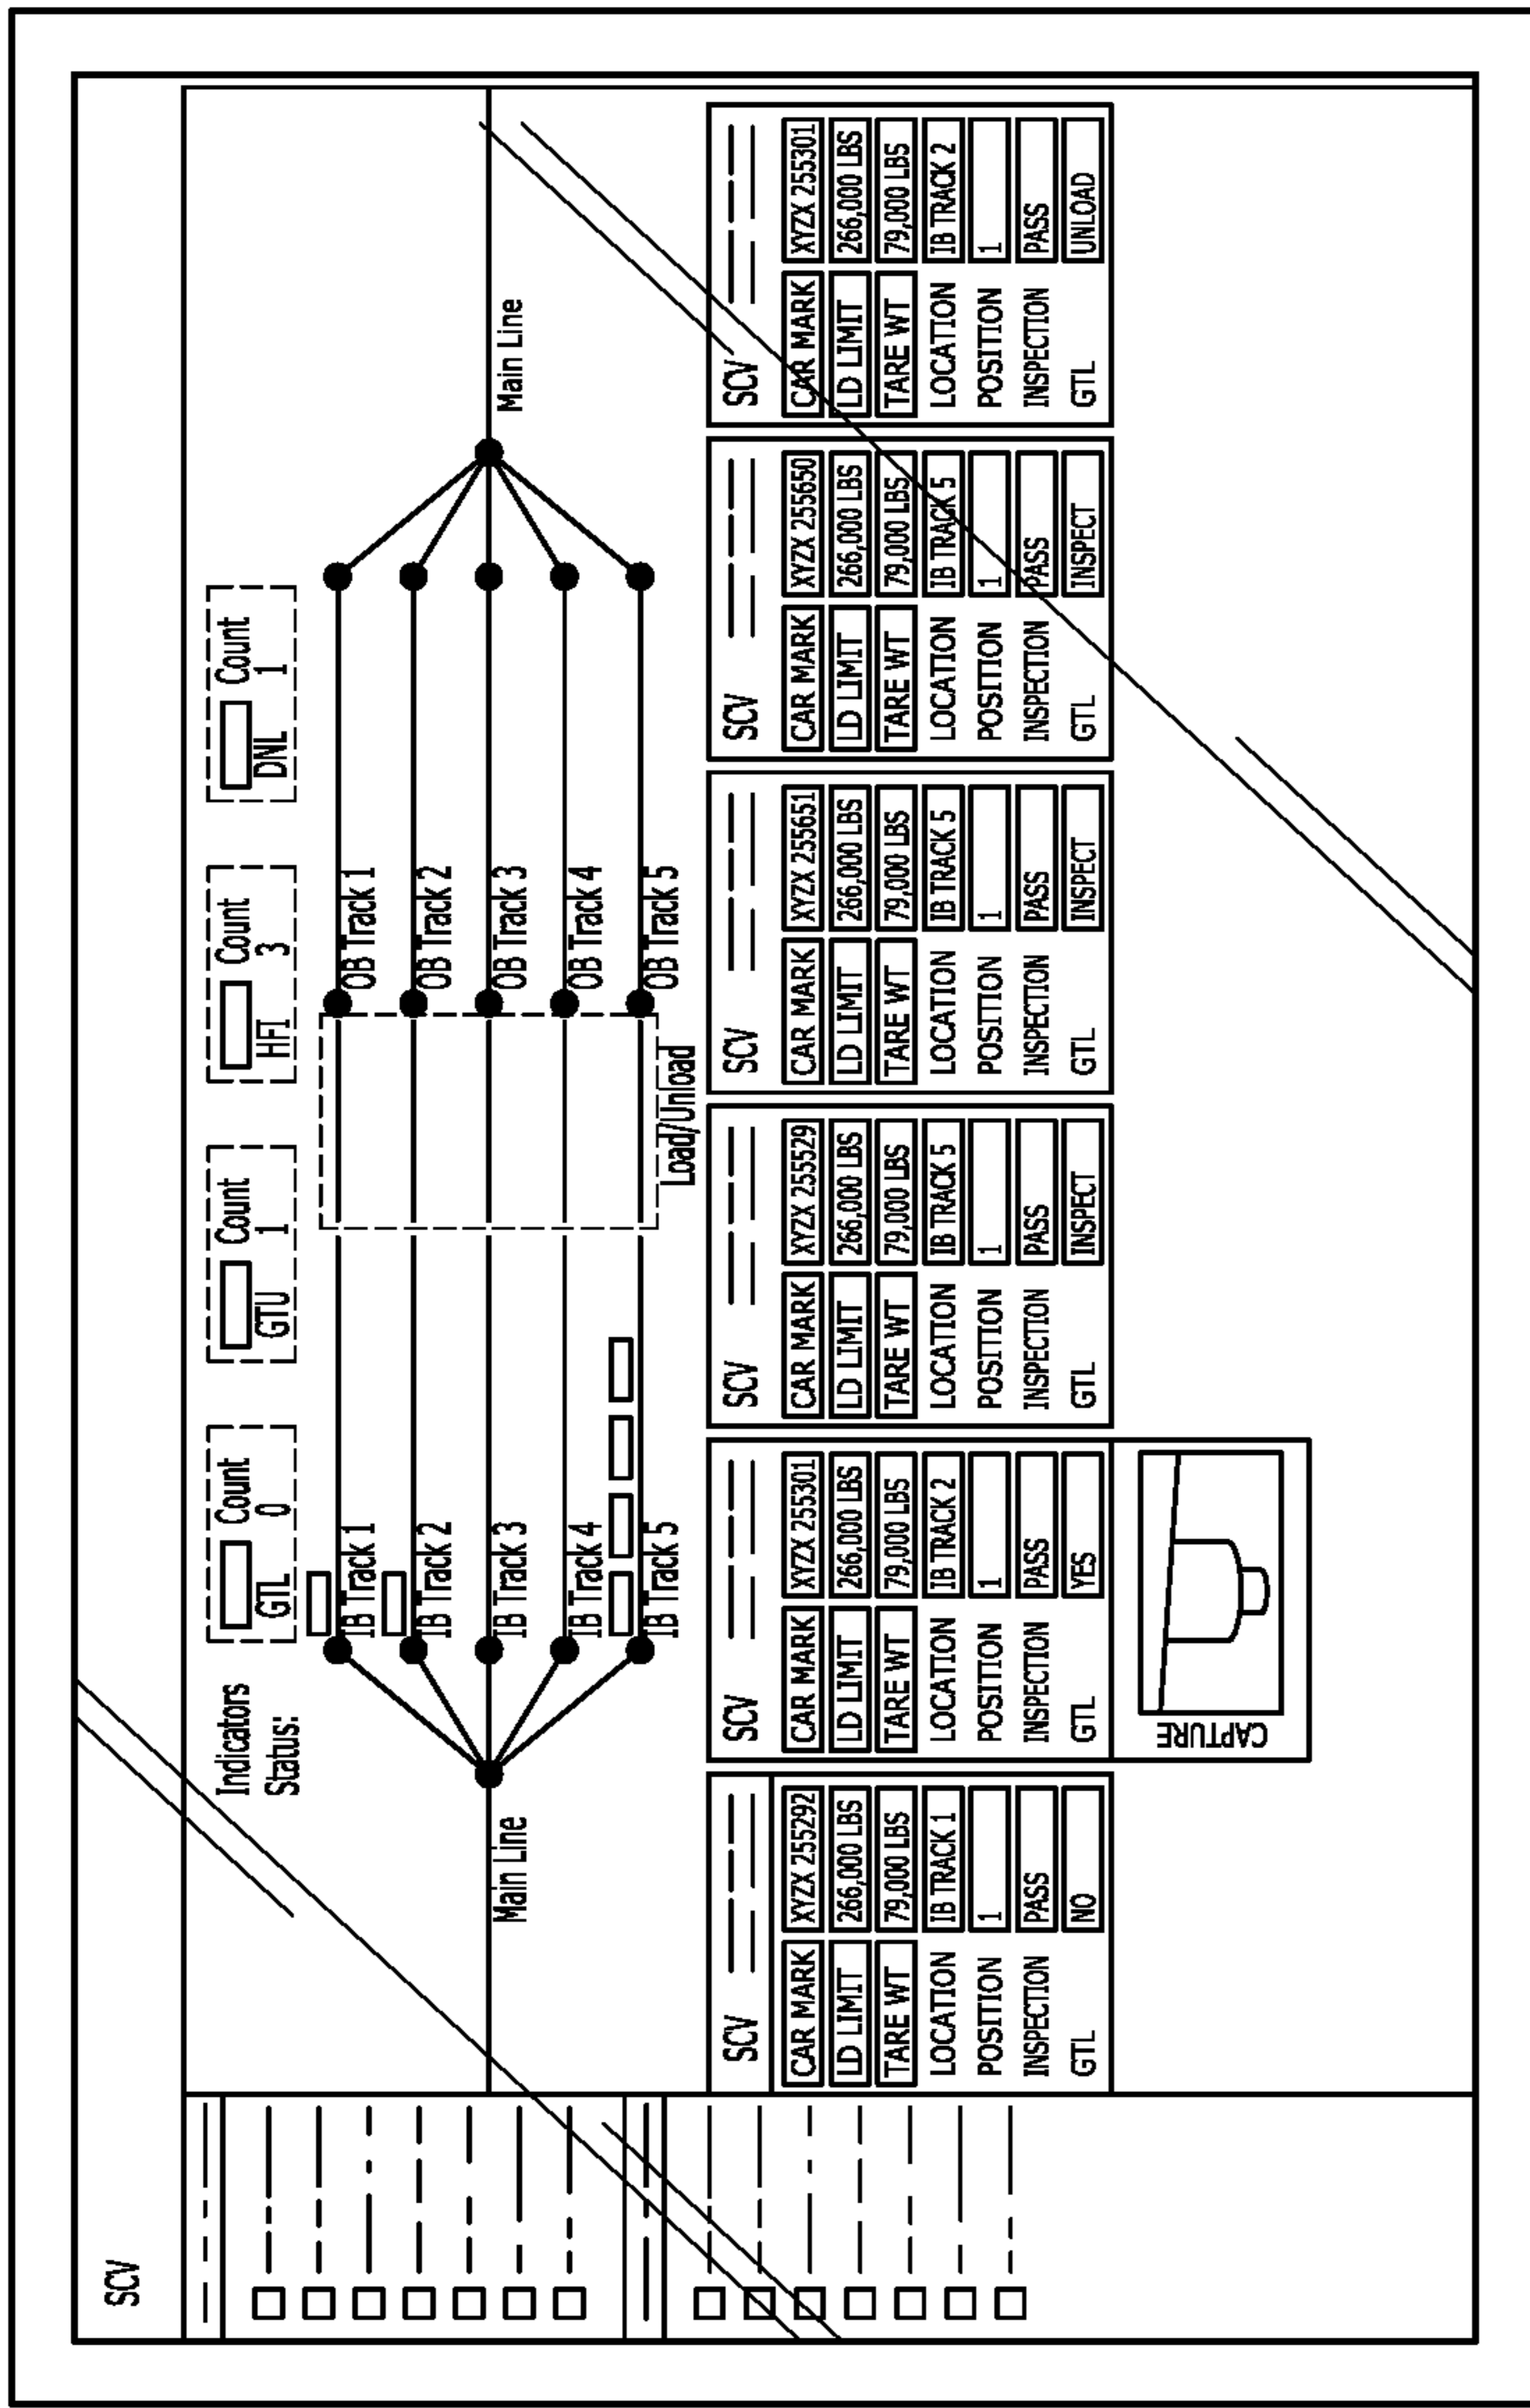 SCV
Indicators
Status:
GTL
Count
0
GTU
Count
1
HFI
Count
3
DNL
Count
1
IB Track 1
OB Track 1
IB Track 2
OB Track 2
Main Line
IB Track 3
OB Track 3
Main Line
IB Track 4
OB Track 4
IB Track 5
OB Track 5
Load/Unload
SCV
CAR MARK XYZX 255292
LD LIMIT 266,000 LBS
TARE WT 79,000 LBS
LOCATION IB TRACK 1
POSITION 1
INSPECTION PASS
GTL NO
SCV
CAR MARK XYZX 255301
LD LIMIT 266,000 LBS
TARE WT 79,000 LBS
LOCATION IB TRACK 2
POSITION 1
INSPECTION PASS
GTL YES
CAPTURE
SCV
CAR MARK XYZX 255529
LD LIMIT 266,000 LBS
TARE WT 79,000 LBS
LOCATION IB TRACK 5
POSITION 1
INSPECTION PASS
GTL INSPECT
SCV
CAR MARK XYZX 255651
LD LIMIT 266,000 LBS
TARE WT 79,000 LBS
LOCATION IB TRACK 5
POSITION 1
INSPECTION PASS
GTL INSPECT
SCV
CAR MARK XYZX 255650
LD LIMIT 266,000 LBS
TARE WT 79,000 LBS
LOCATION IB TRACK 5
POSITION 1
INSPECTION PASS
GTL INSPECT
SCV
CAR MARK XYZX 255301
LD LIMIT 266,000 LBS
TARE WT 79,000 LBS
LOCATION IB TRACK 2
POSITION 1
INSPECTION PASS
GTL UNLOAD